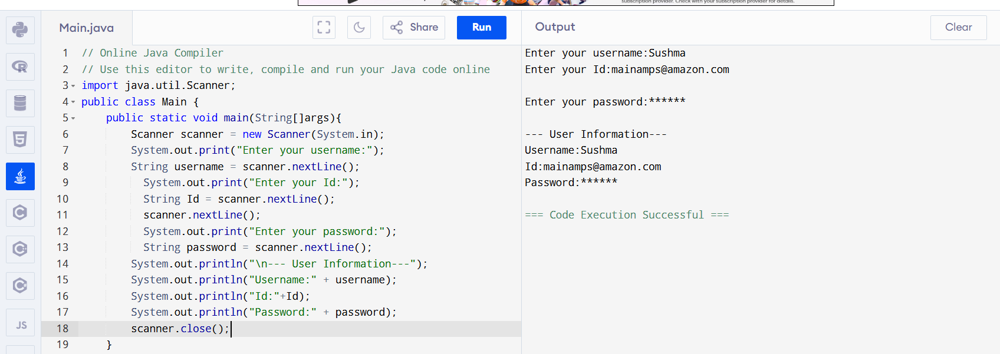 subscription provider. Check with your subscription provider for details.
Main.java
Share
Run
Output
Clear
1 // Online Java Compiler
2 // Use this editor to write, compile and run your Java code online
3 import java.util.Scanner;
4 public class Main {
5 public static void main(String[]args){
6 Scanner scanner = new Scanner(System.in);
7 System.out.print("Enter your username:");
8 String username = scanner.nextLine();
9 System.out.print("Enter your Id:");
10 String Id = scanner.nextLine();
11 scanner.nextLine();
12 System.out.print("Enter your password:");
13 String password = scanner.nextLine();
14 System.out.println("\n--- User Information---");
15 System.out.println("Username:" + username);
16 System.out.println("Id:"+Id);
17 System.out.println("Password:" + password);
18 scanner.close();
19 }
Enter your username:Sushma
Enter your Id:mainamps@amazon.com
Enter your password:******
--- User Information---
Username:Sushma
Id:mainamps@amazon.com
Password:******
=== Code Execution Successful ===
R
5
C
C
C
JS